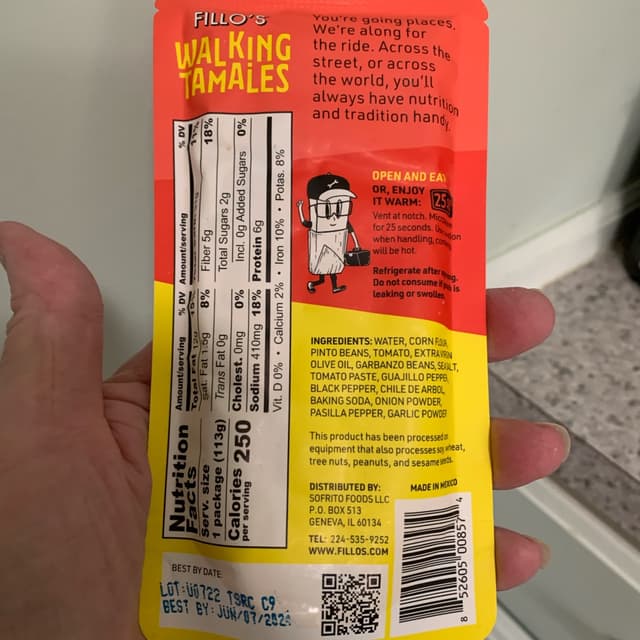 FILLO'S
WALKING
TAMALES
You're going places.
We're along for
the ride. Across the
street, or across
the world, you'll
always have nutrition
and tradition handy.
OPEN AND EAT
OR, ENJOY
IT WARM:
25
Vent at notch.
for 25 seconds. Use
when handling,
will be hot.
Refrigerate after
Do not consume if is
leaking or swollen.
Nutrition
Facts
Serv. size
1 package (113g)
Calories 250
per serving
Amount/serving % DV
Total Fat 12g
Sat. Fat 1.5g 8%
Trans Fat 0g
Cholest. 0mg 0%
Sodium 410mg 18%
Amount/serving % DV
11%
Fiber 5g 18%
Total Sugars 2g
Incl. 0g Added Sugars 0%
Protein 6g
Vit. D 0% • Calcium 2% • Iron 10% • Potas. 8%
INGREDIENTS: WATER, CORN FLOUR,
PINTO BEANS, TOMATO, EXTRA VIRGIN
OLIVE OIL, GARBANZO BEANS, SEA SALT,
TOMATO PASTE, GUAJILLO PEPPER,
BLACK PEPPER, CHILE DE ARBOL,
BAKING SODA, ONION POWDER,
PASILLA PEPPER, GARLIC POWDER
This product has been processed on
equipment that also processes soy, wheat,
tree nuts, peanuts, and sesame seeds.
DISTRIBUTED BY:
SOFRITO FOODS LLC
P.O. BOX 513
GENEVA, IL 60134
TEL: 224-535-9252
WWW.FILLOS.COM
MADE IN MEXICO
8 52605 00857 4
BEST BY DATE:
LOT:U0722 TSRC C9
BEST BY:JUN/07/2024